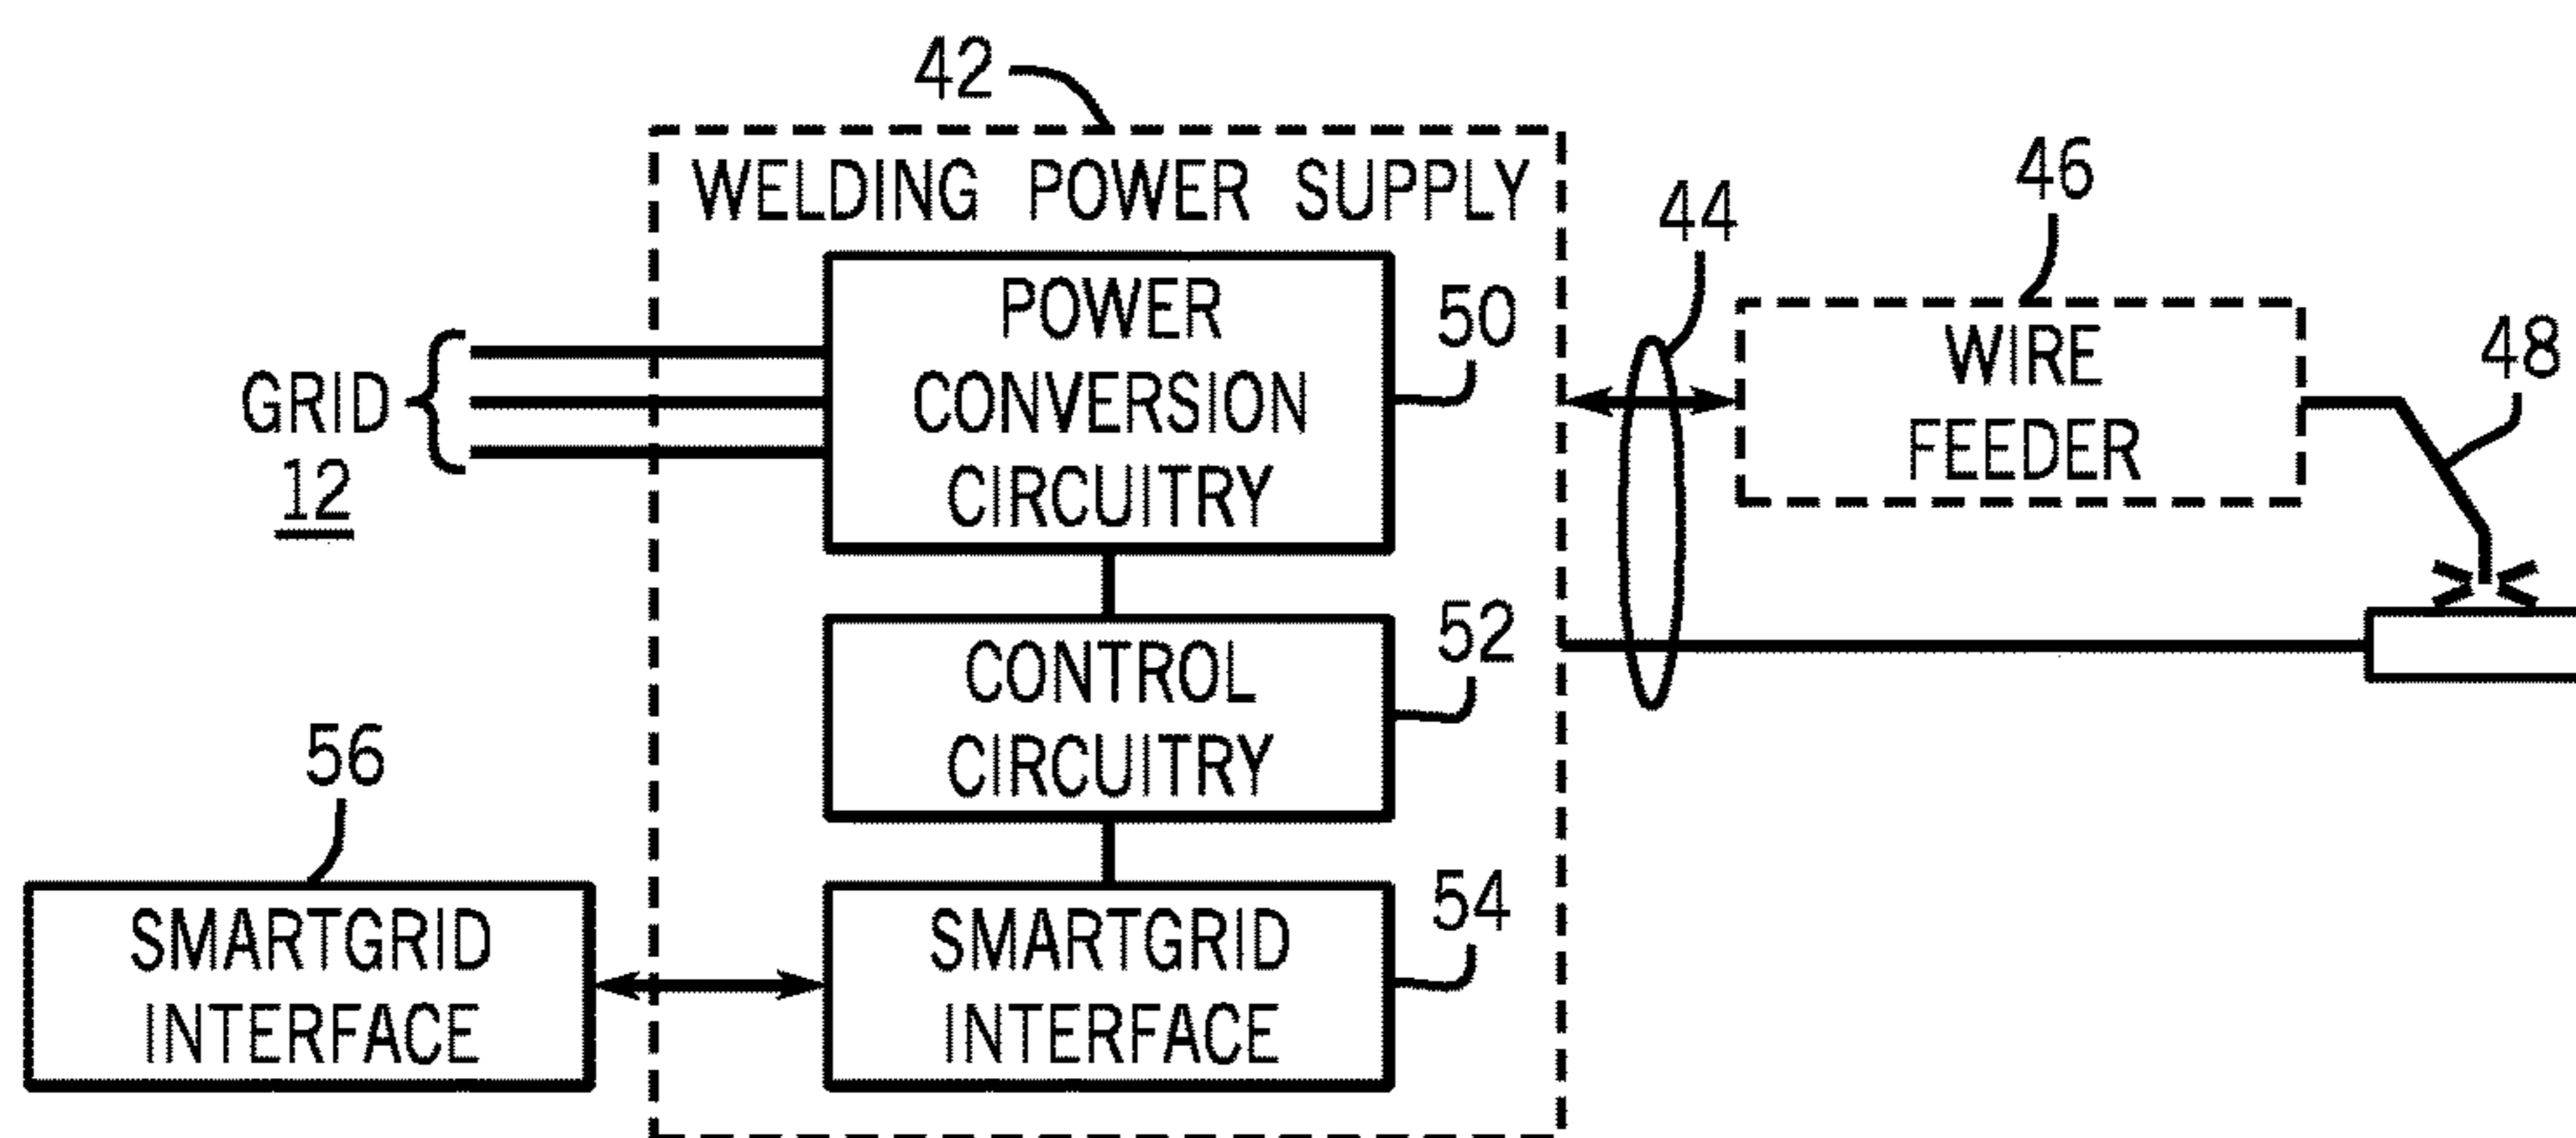 42
WELDING POWER SUPPLY
46
44
48
POWER
CONVERSION
CIRCUITRY
50
GRID
12
WIRE
FEEDER
CONTROL
CIRCUITRY
52
56
SMARTGRID
INTERFACE
SMARTGRID
INTERFACE
54